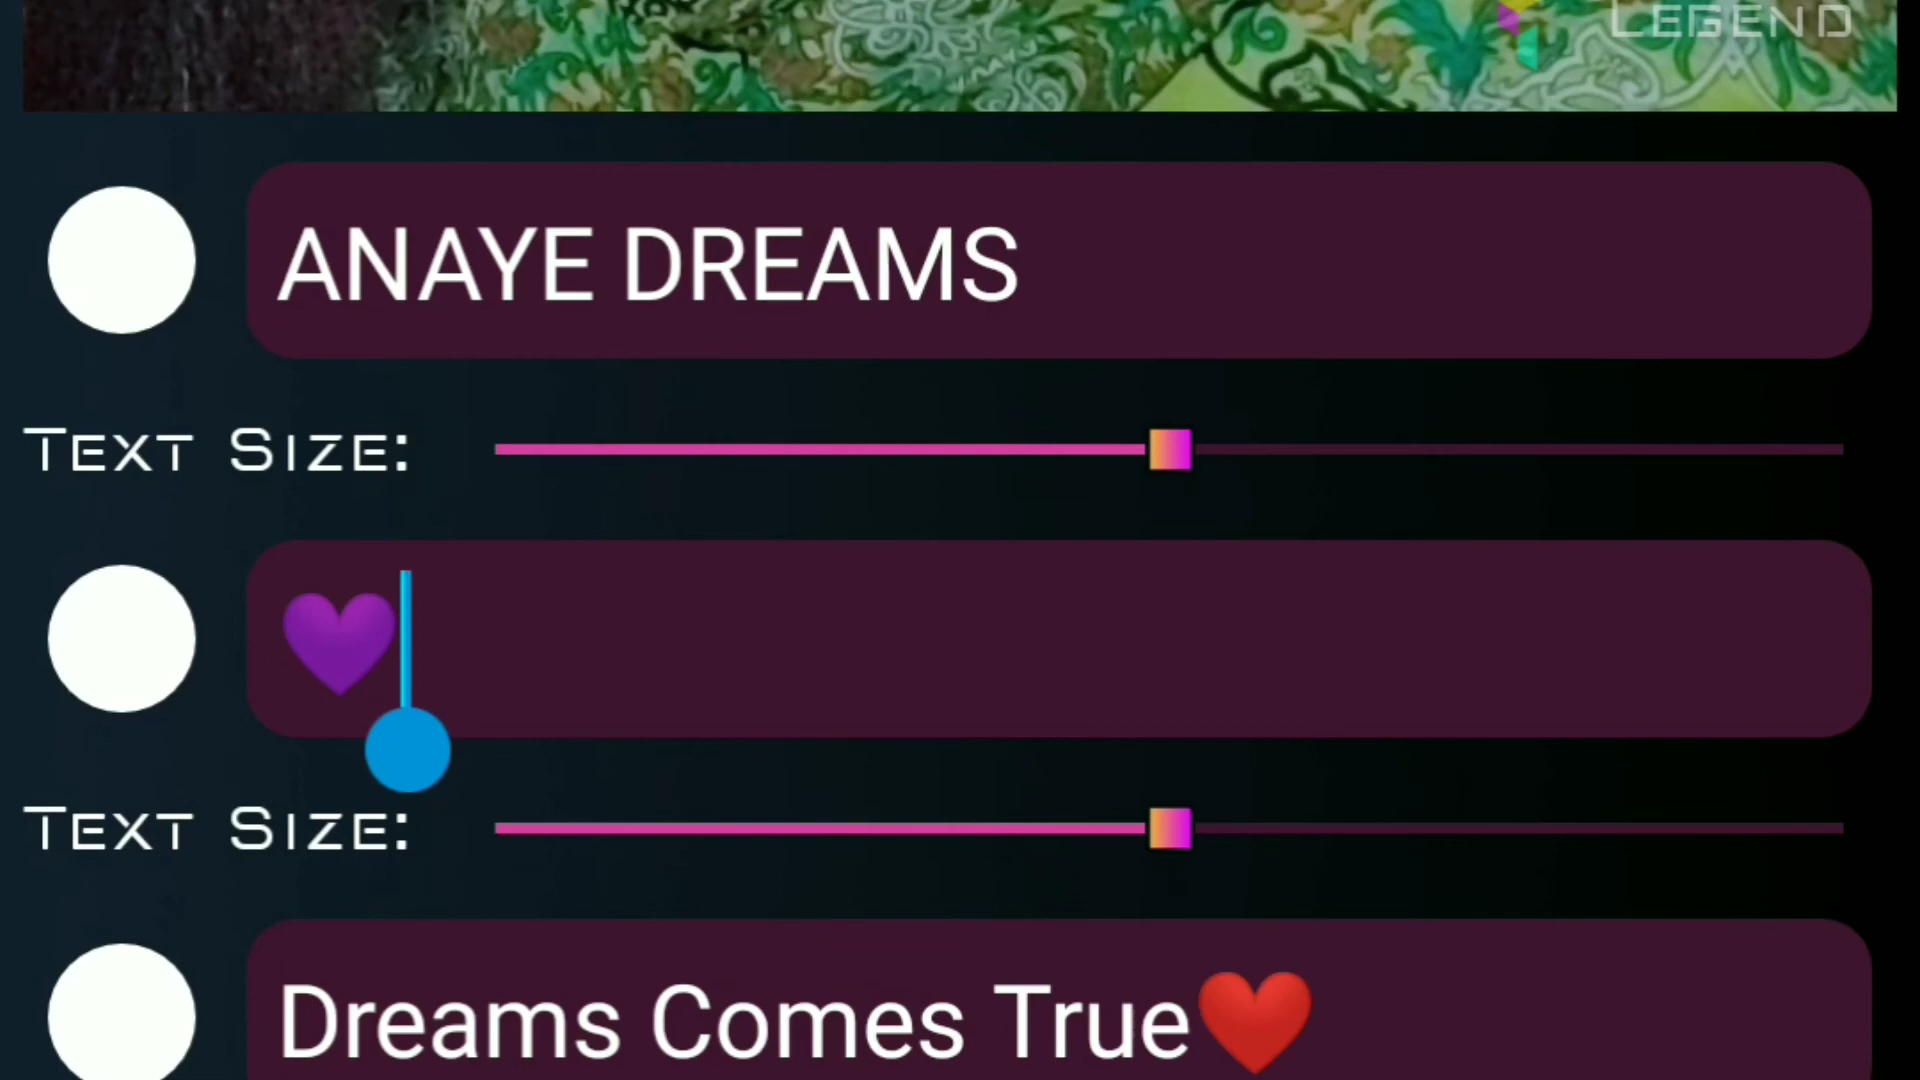 LEGEND
ANAYE DREAMS
TEXT SIZE:
💜
TEXT SIZE:
Dreams Comes True❤️